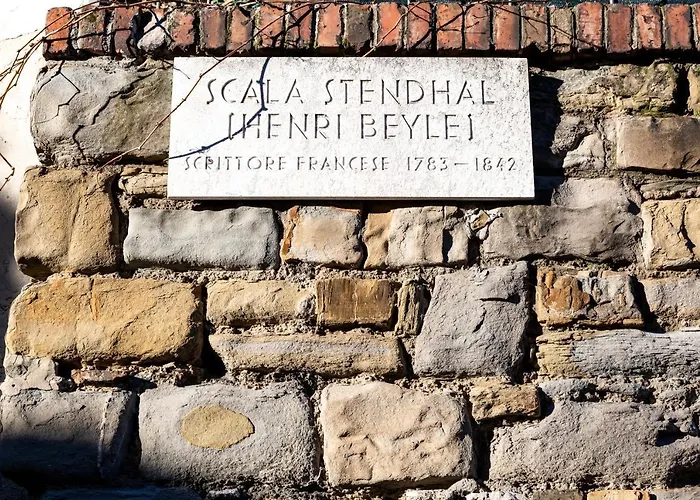 SCALA STENDHAL
[HENRI BEYLE]
SCRITTORE FRANCESE 1783-1842